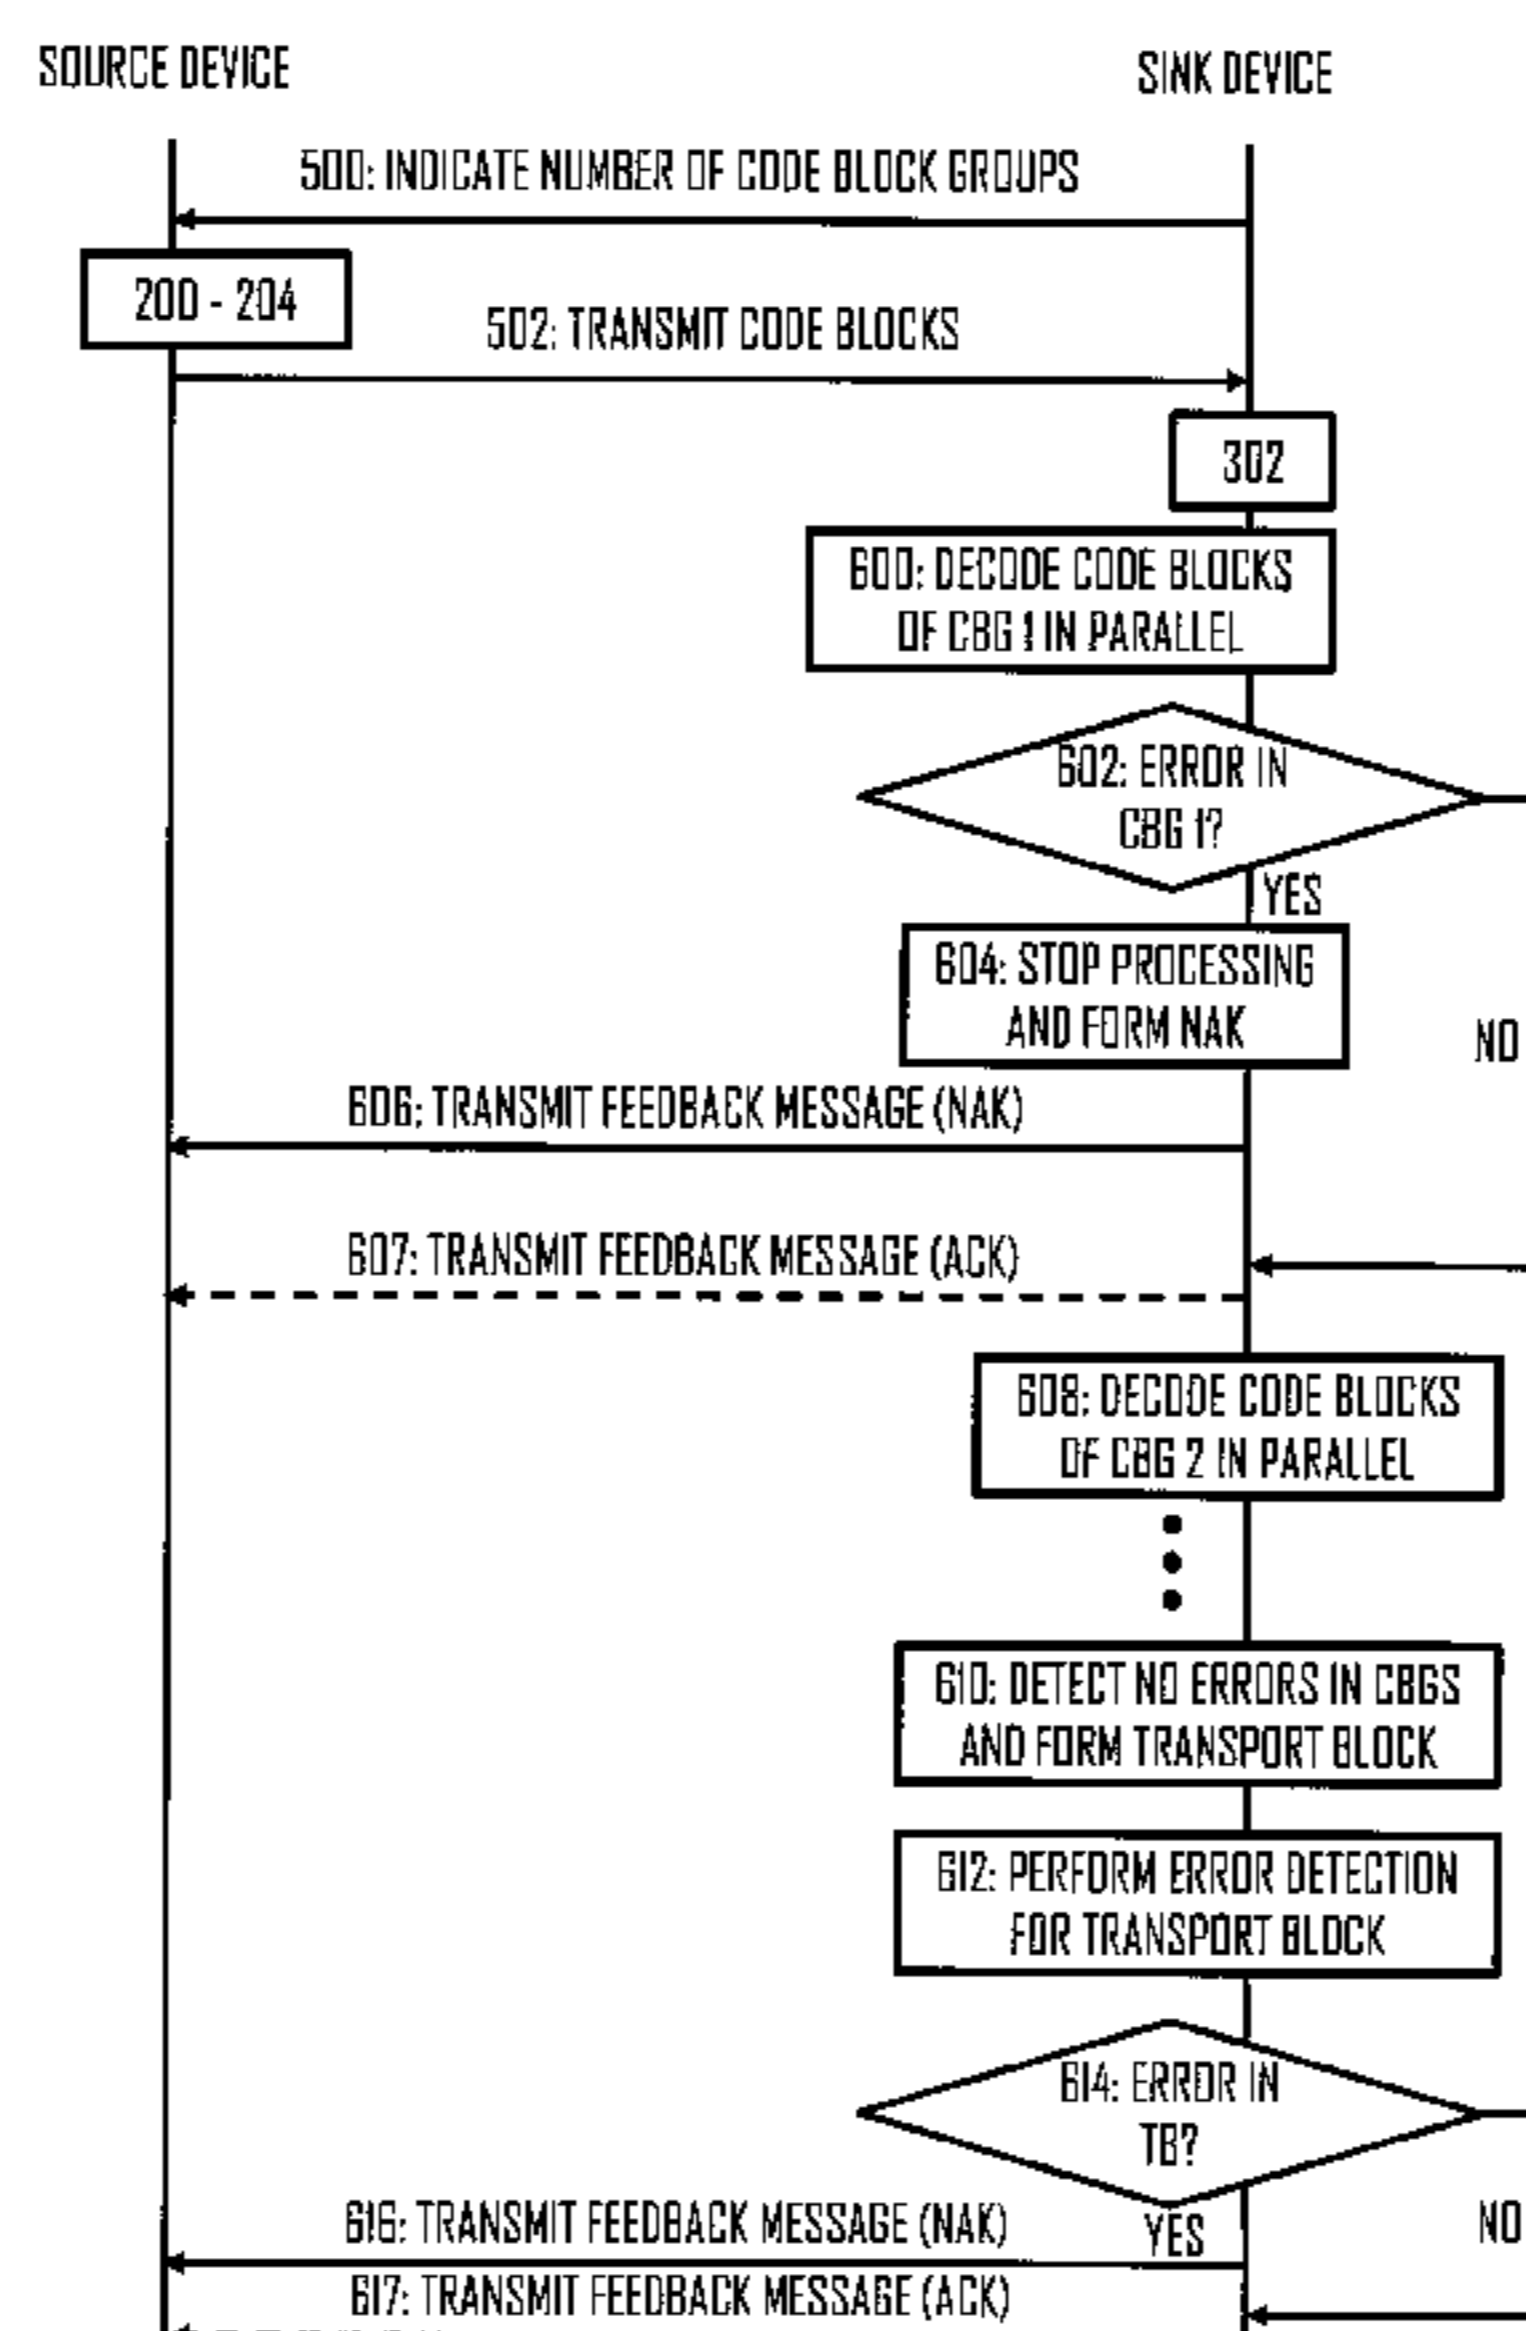 SOURCE DEVICE
SINK DEVICE
500: INDICATE NUMBER OF CODE BLOCK GROUPS
200 - 204
502: TRANSMIT CODE BLOCKS
302
600: DECODE CODE BLOCKS
OF CBG 1 IN PARALLEL
602: ERROR IN
CBG 1?
YES
604: STOP PROCESSING
AND FORM NAK
NO
606: TRANSMIT FEEDBACK MESSAGE (NAK)
607: TRANSMIT FEEDBACK MESSAGE (ACK)
608: DECODE CODE BLOCKS
OF CBG 2 IN PARALLEL
610: DETECT NO ERRORS IN CBGS
AND FORM TRANSPORT BLOCK
612: PERFORM ERROR DETECTION
FOR TRANSPORT BLOCK
614: ERROR IN
TB?
616: TRANSMIT FEEDBACK MESSAGE (NAK)
YES
NO
617: TRANSMIT FEEDBACK MESSAGE (ACK)